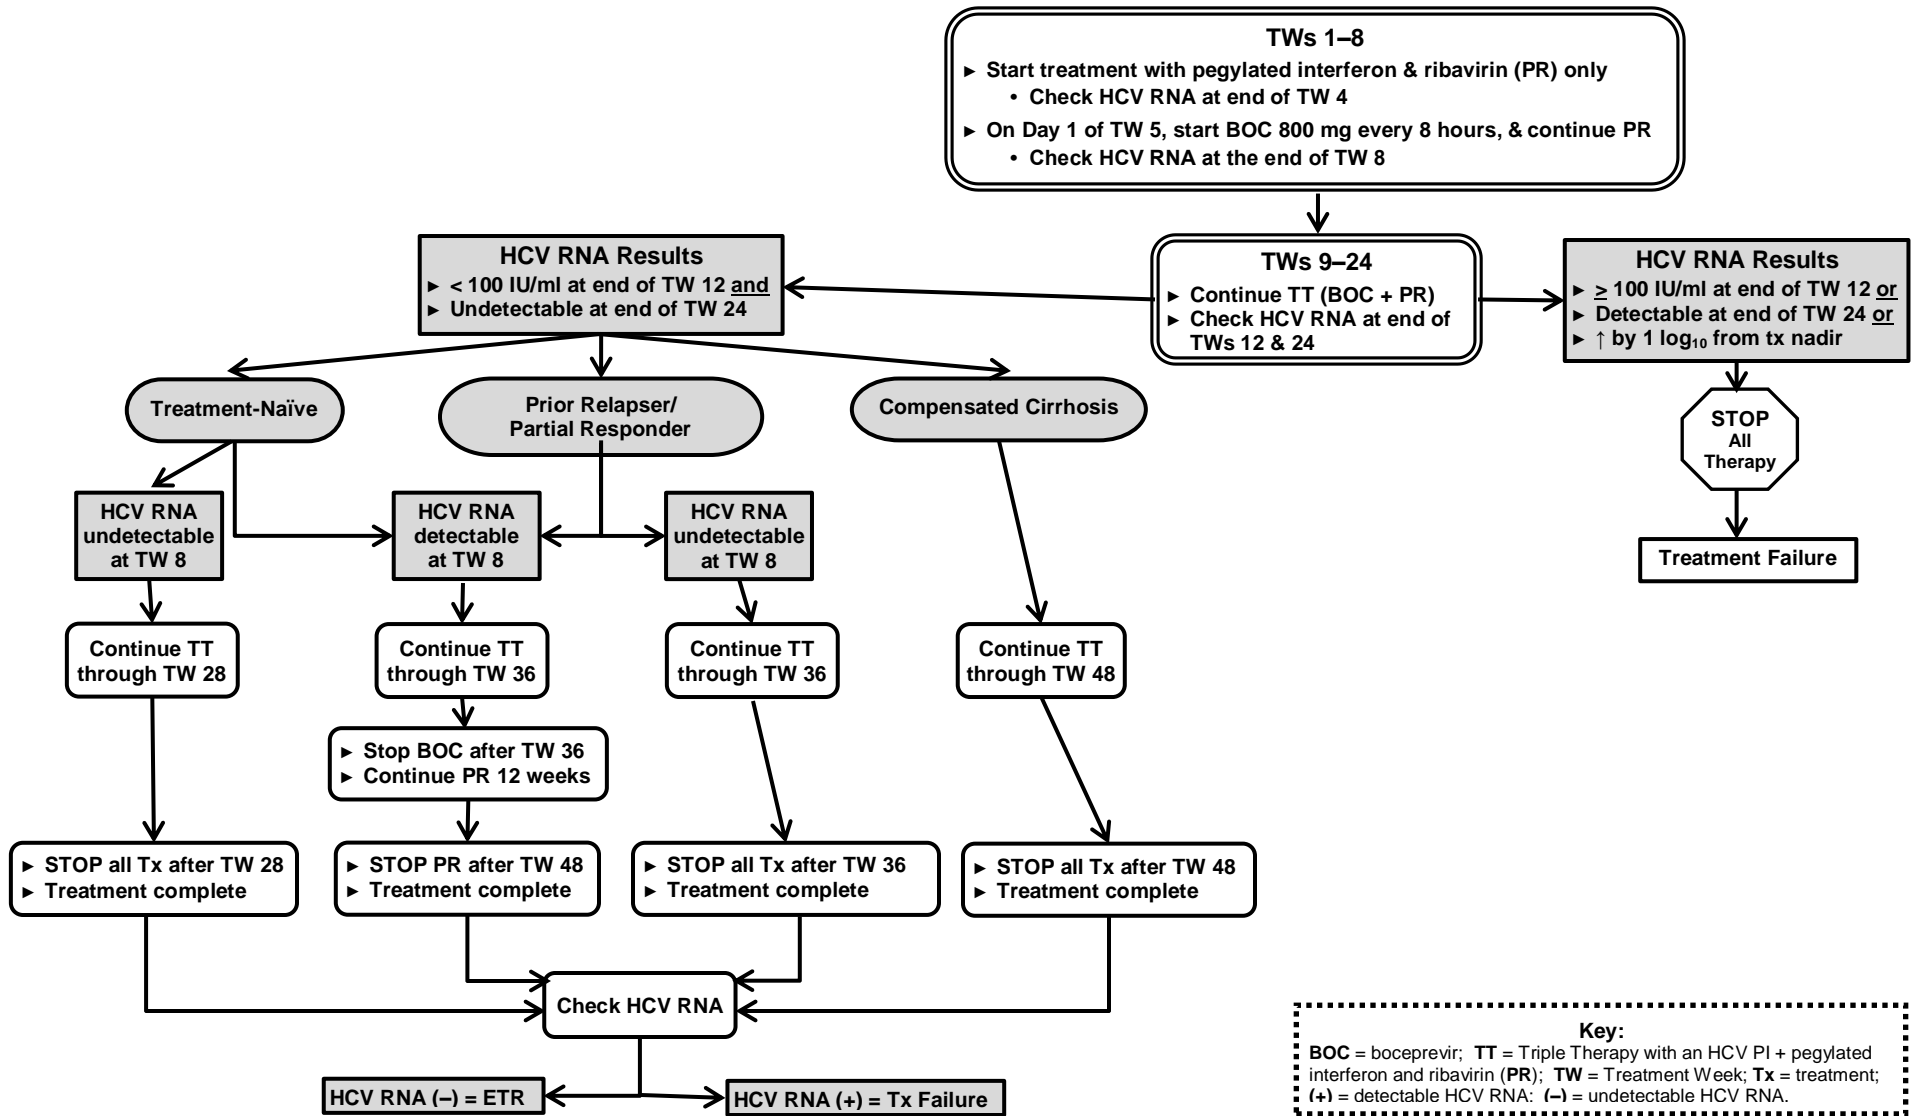 TWs 1–8
► Start treatment with pegylated interferon & ribavirin (PR) only
• Check HCV RNA at end of TW 4
► On Day 1 of TW 5, start BOC 800 mg every 8 hours, & continue PR
• Check HCV RNA at the end of TW 8
HCV RNA Results
► < 100 IU/ml at end of TW 12 and
► Undetectable at end of TW 24
TWs 9–24
► Continue TT (BOC + PR)
► Check HCV RNA at end of
TWs 12 & 24
HCV RNA Results
► ≥ 100 IU/ml at end of TW 12 or
► Detectable at end of TW 24 or
► ↑ by 1 log₁₀ from tx nadir
Treatment-Naïve
Prior Relapser/
Partial Responder
Compensated Cirrhosis
STOP
All
Therapy
Treatment Failure
HCV RNA
undetectable
at TW 8
HCV RNA
detectable
at TW 8
HCV RNA
undetectable
at TW 8
Continue TT
through TW 28
Continue TT
through TW 36
Continue TT
through TW 36
Continue TT
through TW 48
► Stop BOC after TW 36
► Continue PR 12 weeks
► STOP all Tx after TW 28
► Treatment complete
► STOP PR after TW 48
► Treatment complete
► STOP all Tx after TW 36
► Treatment complete
► STOP all Tx after TW 48
► Treatment complete
Check HCV RNA
HCV RNA (–) = ETR
HCV RNA (+) = Tx Failure
Key:
BOC = boceprevir; TT = Triple Therapy with an HCV PI + pegylated
interferon and ribavirin (PR); TW = Treatment Week; Tx = treatment;
(+) = detectable HCV RNA; (–) = undetectable HCV RNA.